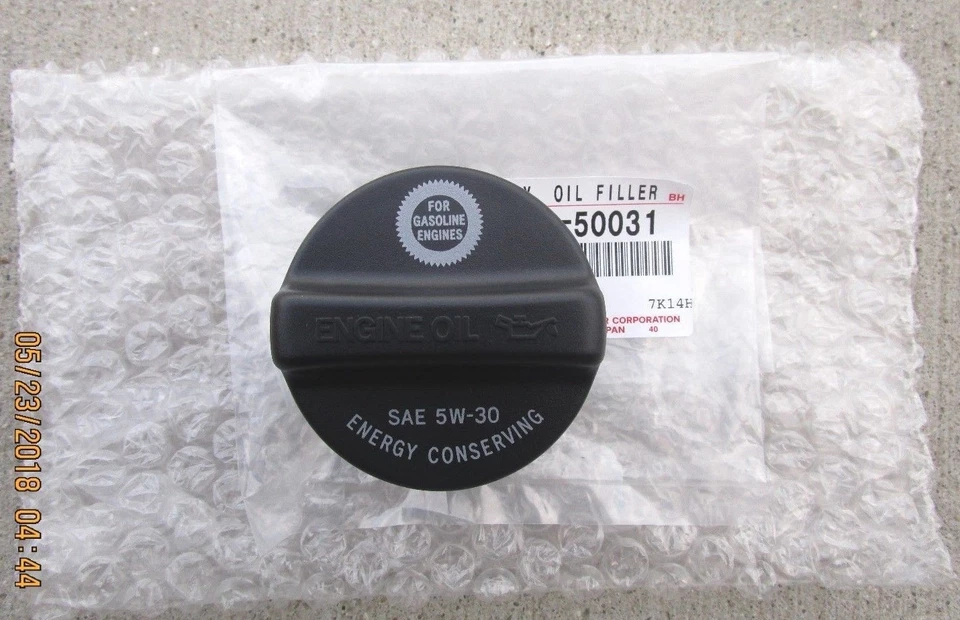 OIL FILLER BH
-50031
7K14H
CORPORATION
40
FOR
GASOLINE
ENGINES
ENGINE OIL
SAE 5W-30
ENERGY CONSERVING
05/23/2018 04:44